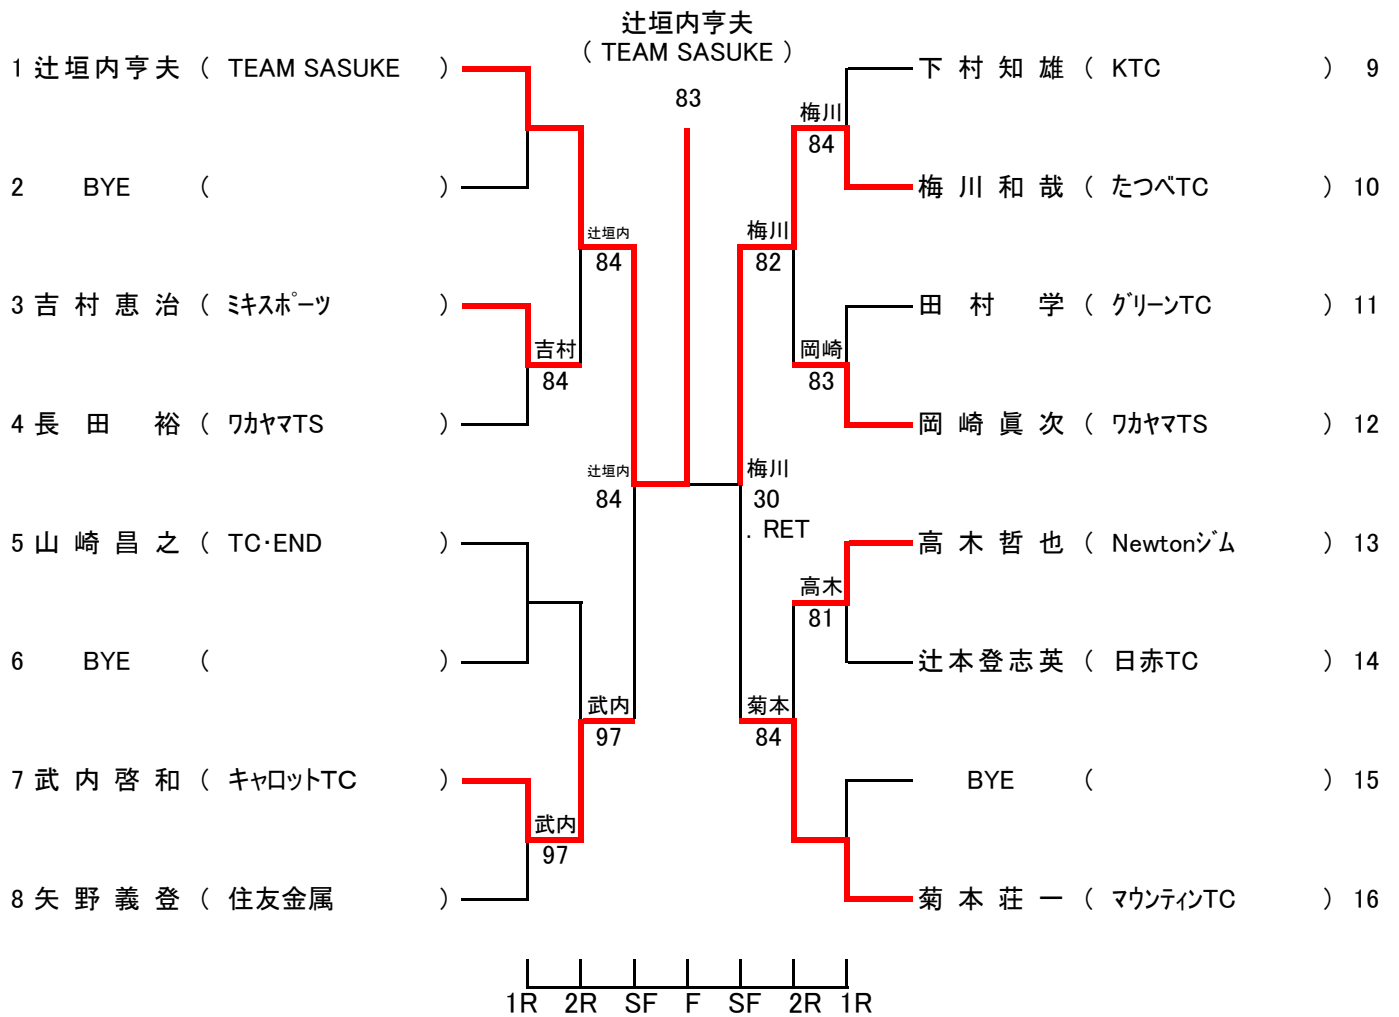 辻垣内亨夫
( TEAM SASUKE )
83
1 辻垣内亨夫 ( TEAM SASUKE )
2 BYE ( )
3 吉村恵治 ( ﾐｷｽﾎﾟｰﾂ )
4 長田 裕 ( ﾜｶﾔﾏTS )
5 山崎昌之 ( TC･END )
6 BYE ( )
7 武内啓和 ( ｷｬﾛｯﾄTC )
8 矢野義登 ( 住友金属 )
吉村
84
武内
97
辻垣内
84
武内
97
辻垣内
84
梅川
30
. RET
梅川
82
菊本
84
梅川
84
岡崎
83
高木
81
下村知雄 ( KTC ) 9
梅川和哉 ( たつべTC ) 10
田村 学 ( ｸﾞﾘｰﾝTC ) 11
岡崎眞次 ( ﾜｶﾔﾏTS ) 12
高木哲也 ( Newtonｼﾞﾑ ) 13
辻本登志英 ( 日赤TC ) 14
BYE ( ) 15
菊本荘一 ( ﾏｳﾝﾃｨﾝTC ) 16
1R 2R SF F SF 2R 1R